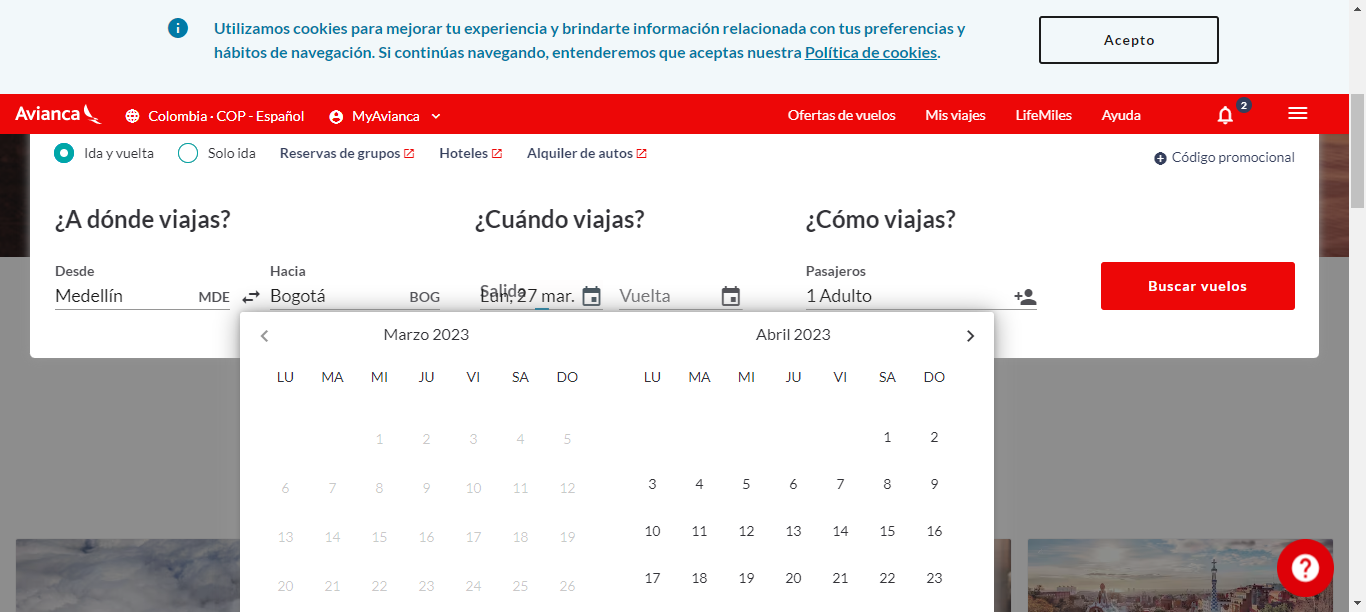 Utilizamos cookies para mejorar tu experiencia y brindarte información relacionada con tus preferencias y
hábitos de navegación. Si continúas navegando, entenderemos que aceptas nuestra Política de cookies.
Acepto
Avianca
Colombia · COP - Español
MyAvianca
Ofertas de vuelos
Mis viajes
LifeMiles
Ayuda
2
Ida y vuelta
Solo ida
Reservas de grupos
Hoteles
Alquiler de autos
Código promocional
¿A dónde viajas?
¿Cuándo viajas?
¿Cómo viajas?
Desde
Hacia
Pasajeros
Medellín MDE
Bogotá BOG
Salida
Lun, 27 mar.
Vuelta
1 Adulto
Buscar vuelos
Marzo 2023
LU MA MI JU VI SA DO
1 2 3 4 5
6 7 8 9 10 11 12
13 14 15 16 17 18 19
20 21 22 23 24 25 26
Abril 2023
LU MA MI JU VI SA DO
1 2
3 4 5 6 7 8 9
10 11 12 13 14 15 16
17 18 19 20 21 22 23
?